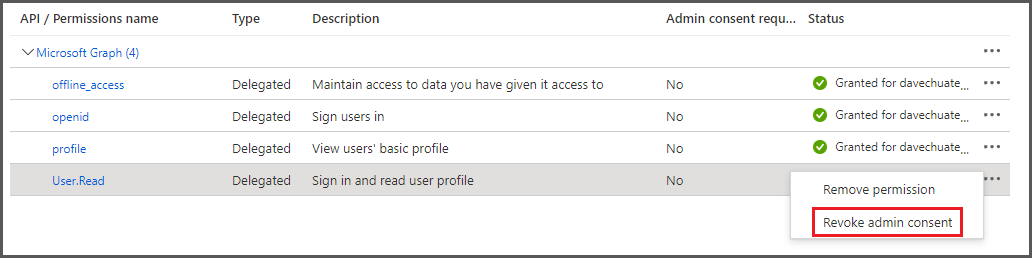 API / Permissions name Type Description Admin consent requ... Status
Microsoft Graph (4) ...
offline_access Delegated Maintain access to data you have given it access to No Granted for davechuate... ...
openid Delegated Sign users in No Granted for davechuate... ...
profile Delegated View users' basic profile No Granted for davechuate... ...
User.Read Delegated Sign in and read user profile No ...
Remove permission
Revoke admin consent